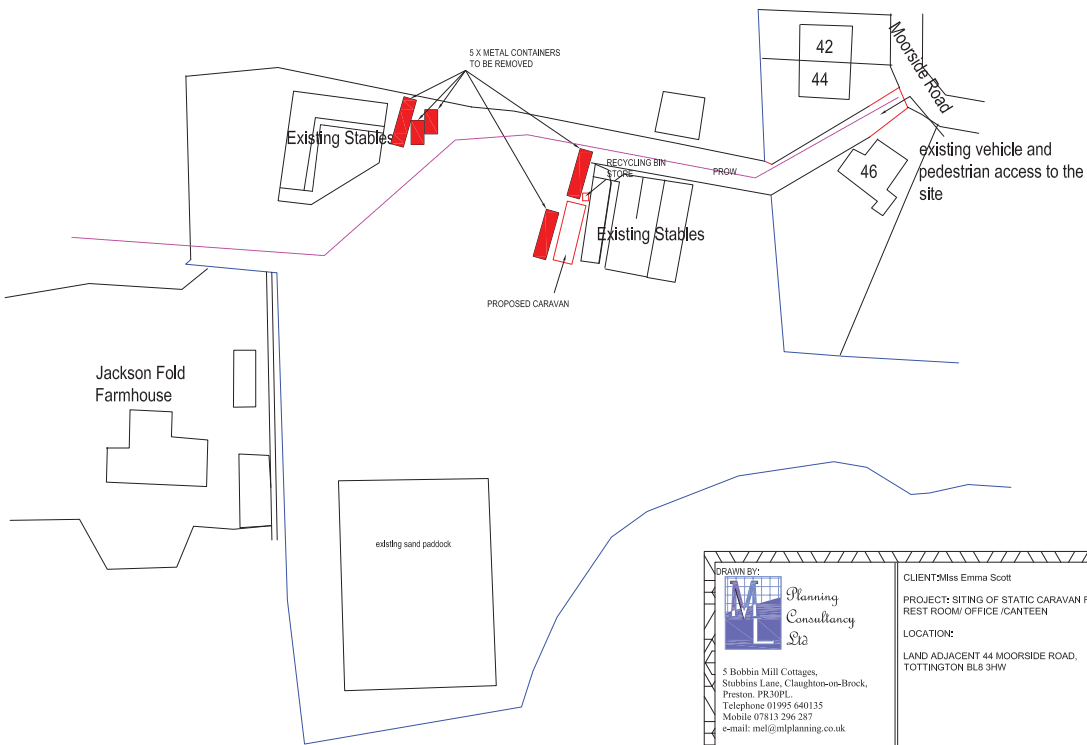 5 X METAL CONTAINERS
TO BE REMOVED
42
44
Moorside Road
Existing Stables
RECYCLING BIN
STORE
PROW
46
existing vehicle and
pedestrian access to the
site
Existing Stables
PROPOSED CARAVAN
Jackson Fold
Farmhouse
existing sand paddock
DRAWN BY:
ML
Planning
Consultancy
Ltd
5 Bobbin Mill Cottages,
Stubbins Lane, Claughton-on-Brock,
Preston. PR30PL.
Telephone 01995 640135
Mobile 07813 296 287
e-mail: mel@mlplanning.co.uk
CLIENT:Miss Emma Scott
PROJECT: SITING OF STATIC CARAVAN F
REST ROOM/ OFFICE /CANTEEN
LOCATION:
LAND ADJACENT 44 MOORSIDE ROAD,
TOTTINGTON BL8 3HW